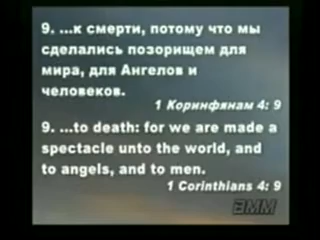 9. ...к смерти, потому что мы
сделались позорищем для
мира, для Ангелов и
человеков.
1 Коринфянам 4: 9
9. ...to death: for we are made a
spectacle unto the world, and
to angels, and to men.
1 Corinthians 4: 9
BMM